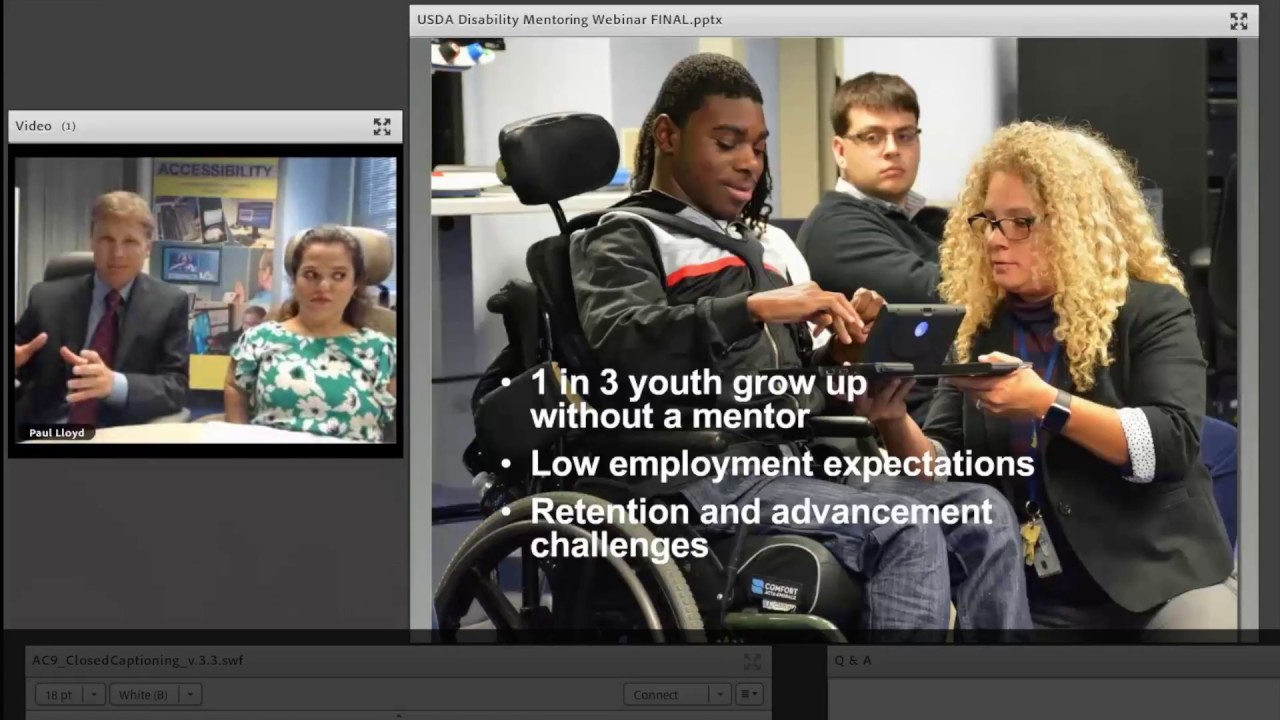 USDA Disability Mentoring Webinar FINAL.pptx
Video (1)
ACCESSIBILITY
Paul Lloyd
• 1 in 3 youth grow up
without a mentor
• Low employment expectations
• Retention and advancement
challenges
COMFORT
AC9_ClosedCaptioning_v.3.3.swf
18 pt
White (B)
Connect
Q & A